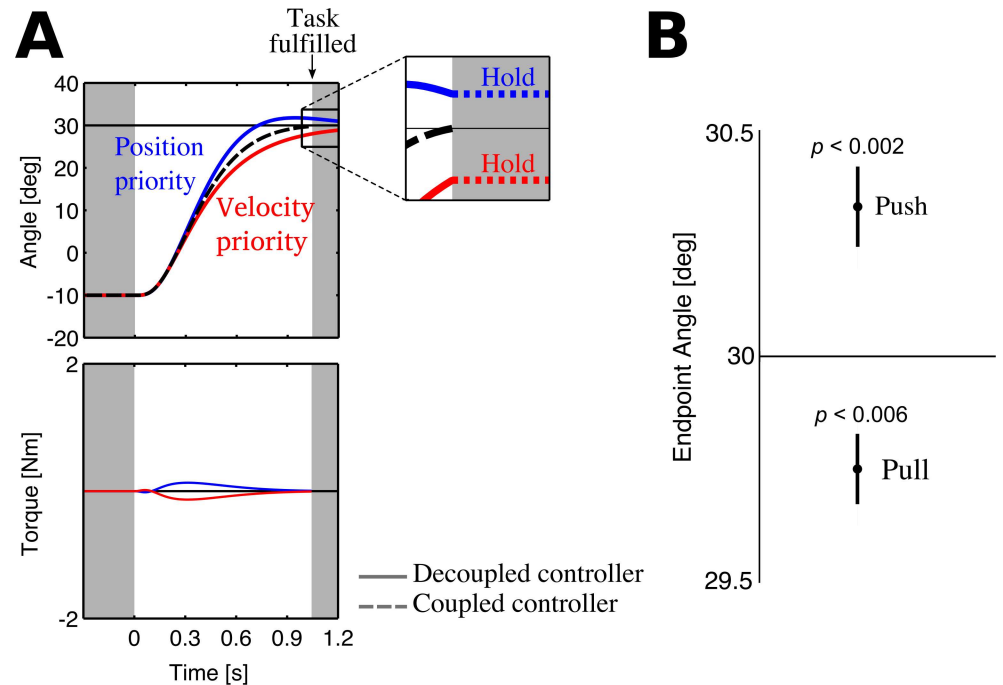 A
Task
fulfilled
40
30
20
10
0
-10
-20
Angle [deg]
Position
priority
Velocity
priority
Hold
Hold
2
-2
Torque [Nm]
0 0.3 0.6 0.9 1.2
Time [s]
Decoupled controller
Coupled controller
B
30.5
30
29.5
Endpoint Angle [deg]
p < 0.002
Push
p < 0.006
Pull